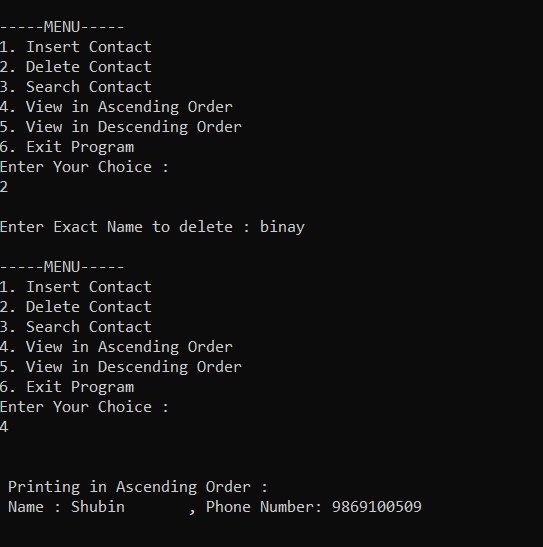 -----MENU-----
1. Insert Contact
2. Delete Contact
3. Search Contact
4. View in Ascending Order
5. View in Descending Order
6. Exit Program
Enter Your Choice :
2
Enter Exact Name to delete : binay
-----MENU-----
1. Insert Contact
2. Delete Contact
3. Search Contact
4. View in Ascending Order
5. View in Descending Order
6. Exit Program
Enter Your Choice :
4
Printing in Ascending Order :
Name : Shubin       , Phone Number: 9869100509